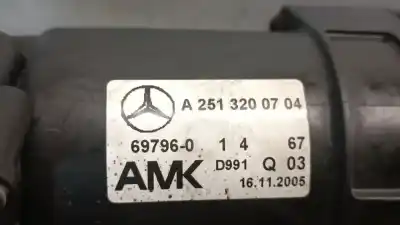 A 251 320 07 04
69796-0 1 4 67
AMK D991 Q 03
16.11.2005